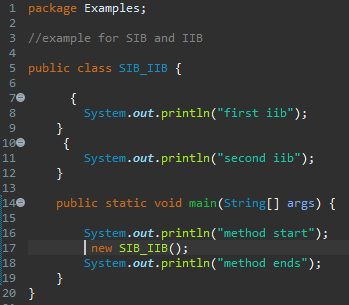 1 package Examples;
2
3 //example for SIB and IIB
4
5 public class SIB_IIB {
6
7 {
8 System.out.println("first iib");
9 }
10 {
11 System.out.println("second iib");
12 }
13
14 public static void main(String[] args) {
15
16 System.out.println("method start");
17 new SIB_IIB();
18 System.out.println("method ends");
19 }
20 }